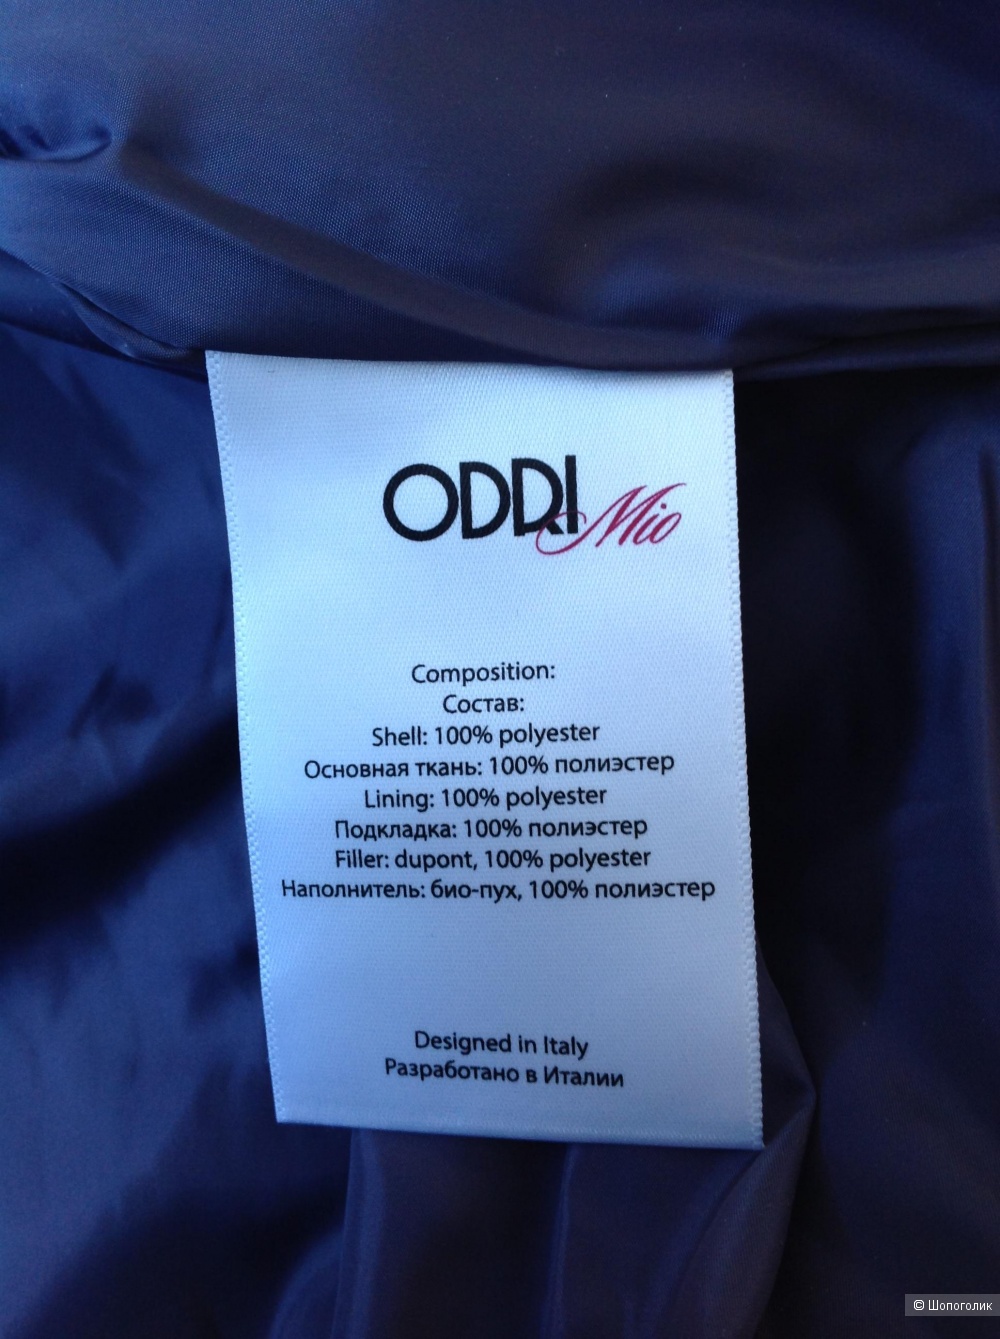 ODRI Mio
Composition:
Состав:
Shell: 100% polyester
Основная ткань: 100% полиэстер
Lining: 100% polyester
Подкладка: 100% полиэстер
Filler: dupont, 100% polyester
Наполнитель: био-пух, 100% полиэстер
Designed in Italy
Разработано в Италии
© Шопоголик